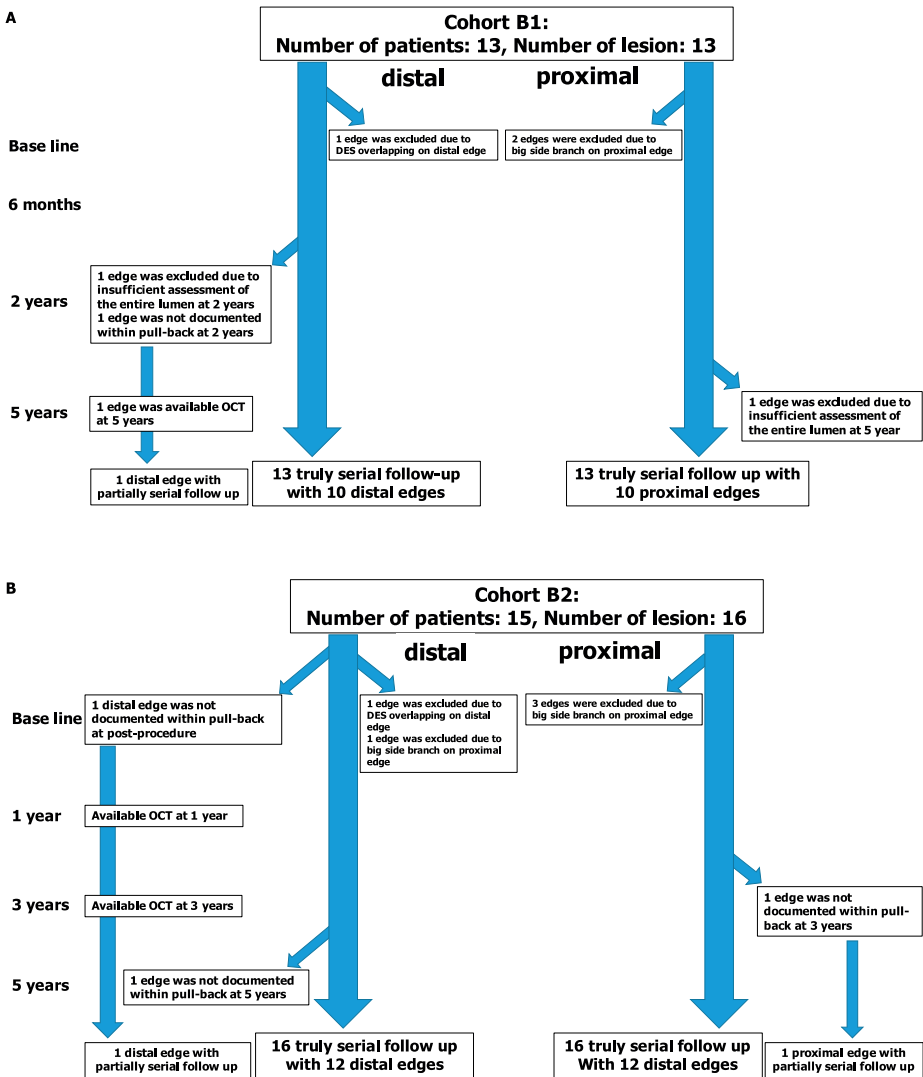 A
Cohort B1:
Number of patients: 13, Number of lesion: 13
distal
proximal
Base line
1 edge was excluded due to
DES overlapping on distal edge
2 edges were excluded due to
big side branch on proximal edge
6 months
2 years
1 edge was excluded due to
insufficient assessment of
the entire lumen at 2 years
1 edge was not documented
within pull-back at 2 years
5 years
1 edge was available OCT
at 5 years
1 edge was excluded due to
insufficient assessment of
the entire lumen at 5 year
1 distal edge with
partially serial follow up
13 truly serial follow-up
with 10 distal edges
13 truly serial follow up with
10 proximal edges
B
Cohort B2:
Number of patients: 15, Number of lesion: 16
distal
proximal
Base line
1 distal edge was not
documented within pull-back
at post-procedure
1 edge was excluded due to
DES overlapping on distal
edge
1 edge was excluded due to
big side branch on proximal
edge
3 edges were excluded due to
big side branch on proximal edge
1 year
Available OCT at 1 year
3 years
Available OCT at 3 years
1 edge was not
documented within pull-
back at 3 years
5 years
1 edge was not documented
within pull-back at 5 years
1 distal edge with
partially serial follow up
16 truly serial follow up
with 12 distal edges
16 truly serial follow up
With 12 distal edges
1 proximal edge with
partially serial follow up